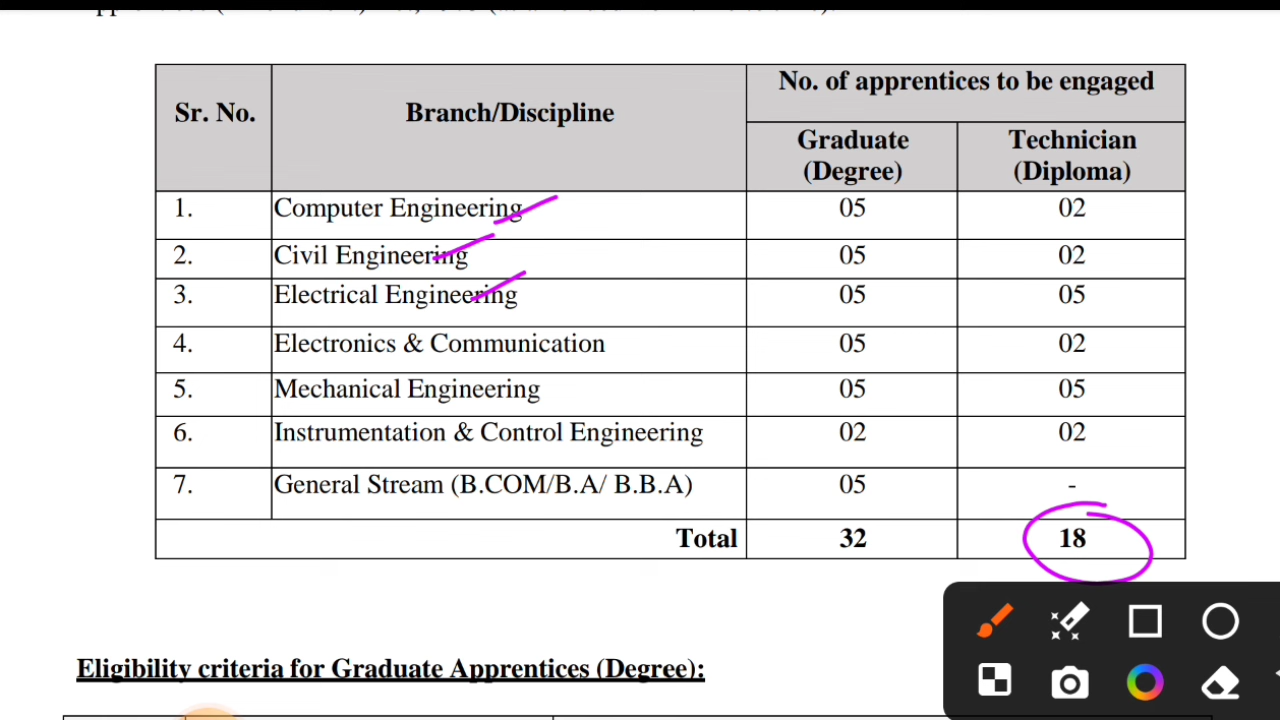 No. of apprentices to be engaged
Sr. No. Branch/Discipline
Graduate (Degree) Technician (Diploma)
1. Computer Engineering 05 02
2. Civil Engineering 05 02
3. Electrical Engineering 05 05
4. Electronics & Communication 05 02
5. Mechanical Engineering 05 05
6. Instrumentation & Control Engineering 02 02
7. General Stream (B.COM/B.A/ B.B.A) 05 -
Total 32 18
Eligibility criteria for Graduate Apprentices (Degree):